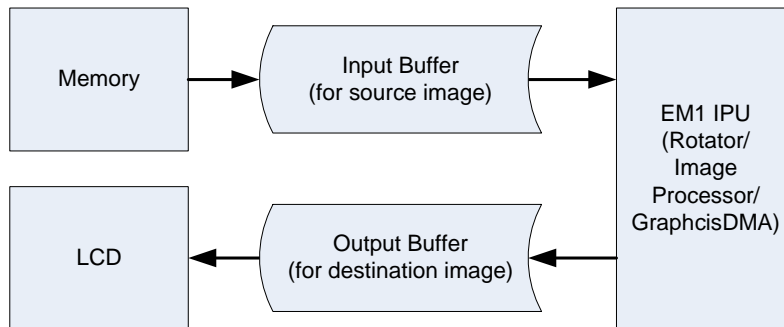 Memory
Input Buffer
(for source image)
EM1 IPU
(Rotator/
Image
Processor/
GraphcisDMA)
LCD
Output Buffer
(for destination image)